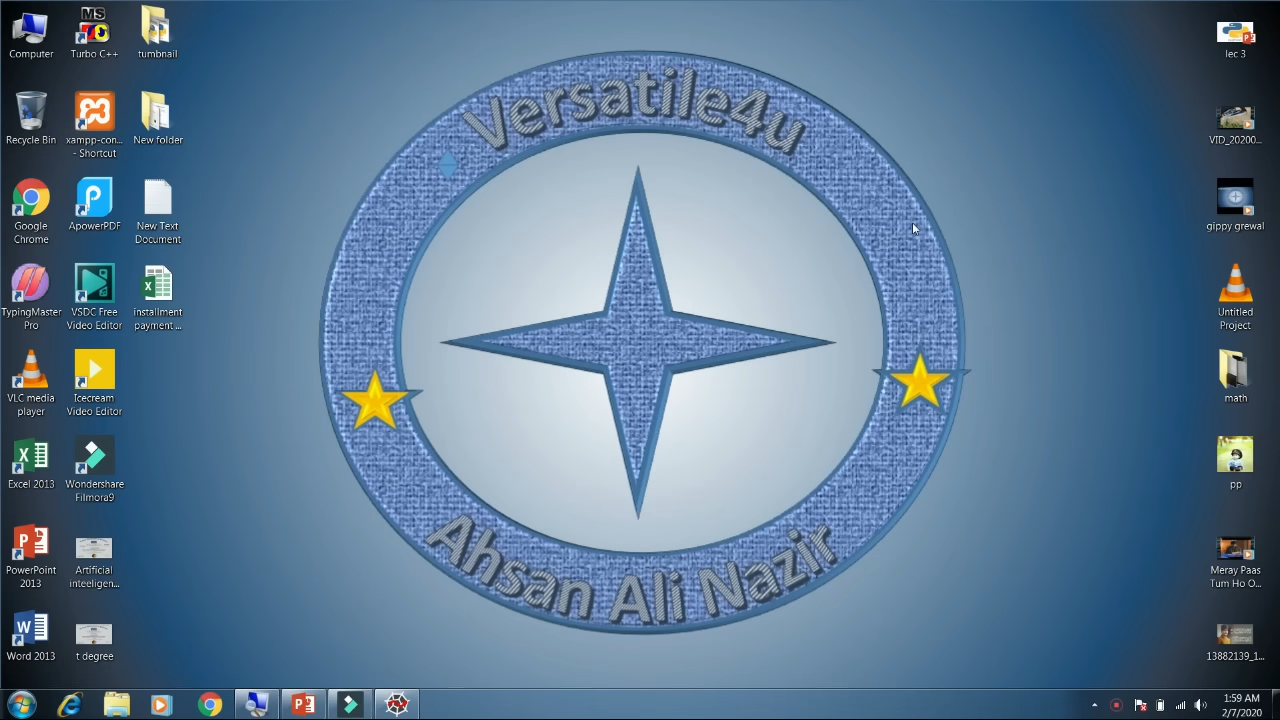 Computer
Turbo C++
tumbnail
Recycle Bin
xampp-con...
- Shortcut
New folder
Google
Chrome
ApowerPDF
New Text
Document
TypingMaster
Pro
VSDC Free
Video Editor
installment
payment ...
VLC media
player
Icecream
Video Editor
Excel 2013
Wondershare
Filmora9
PowerPoint
2013
Artificial
inteeligen...
Word 2013
t degree
Versatile4u
Ahsan Ali Nazir
lec 3
VID_20200...
gippy grewal
Untitled
Project
math
pp
Meray Paas
Tum Ho O...
13882139_1...
1:59 AM
2/7/2020